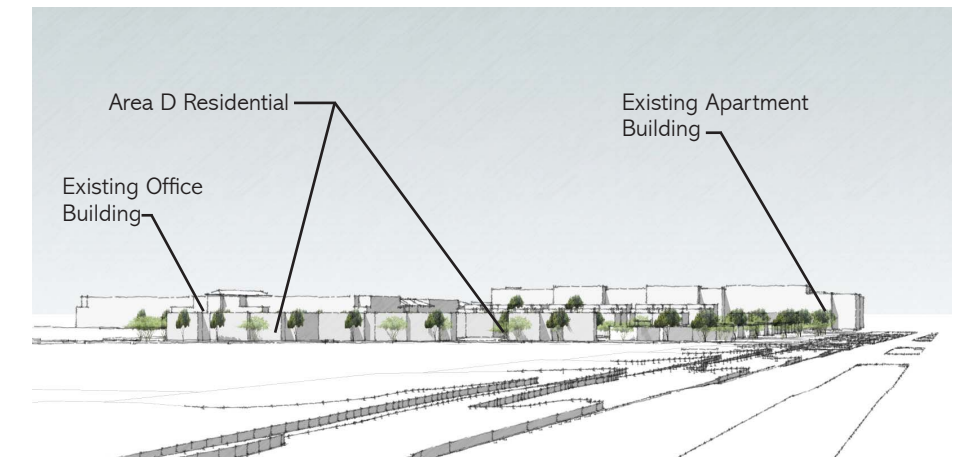 Area D Residential
Existing Apartment
Building
Existing Office
Building